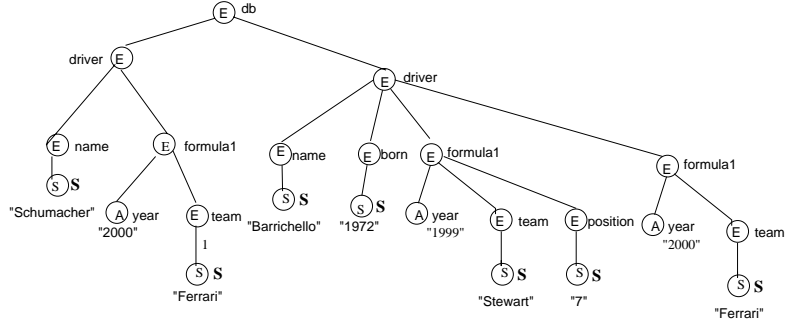 E db
driver E
E driver
E name
E formula1
E name
E born
E formula1
E formula1
S S
"Schumacher"
A year
"2000"
E team
1
S S
"Ferrari"
S S
"Barrichello"
S S
"1972"
A year
"1999"
E team
E position
A year
"2000"
E team
S S
"Stewart"
S S
"7"
S S
"Ferrari"